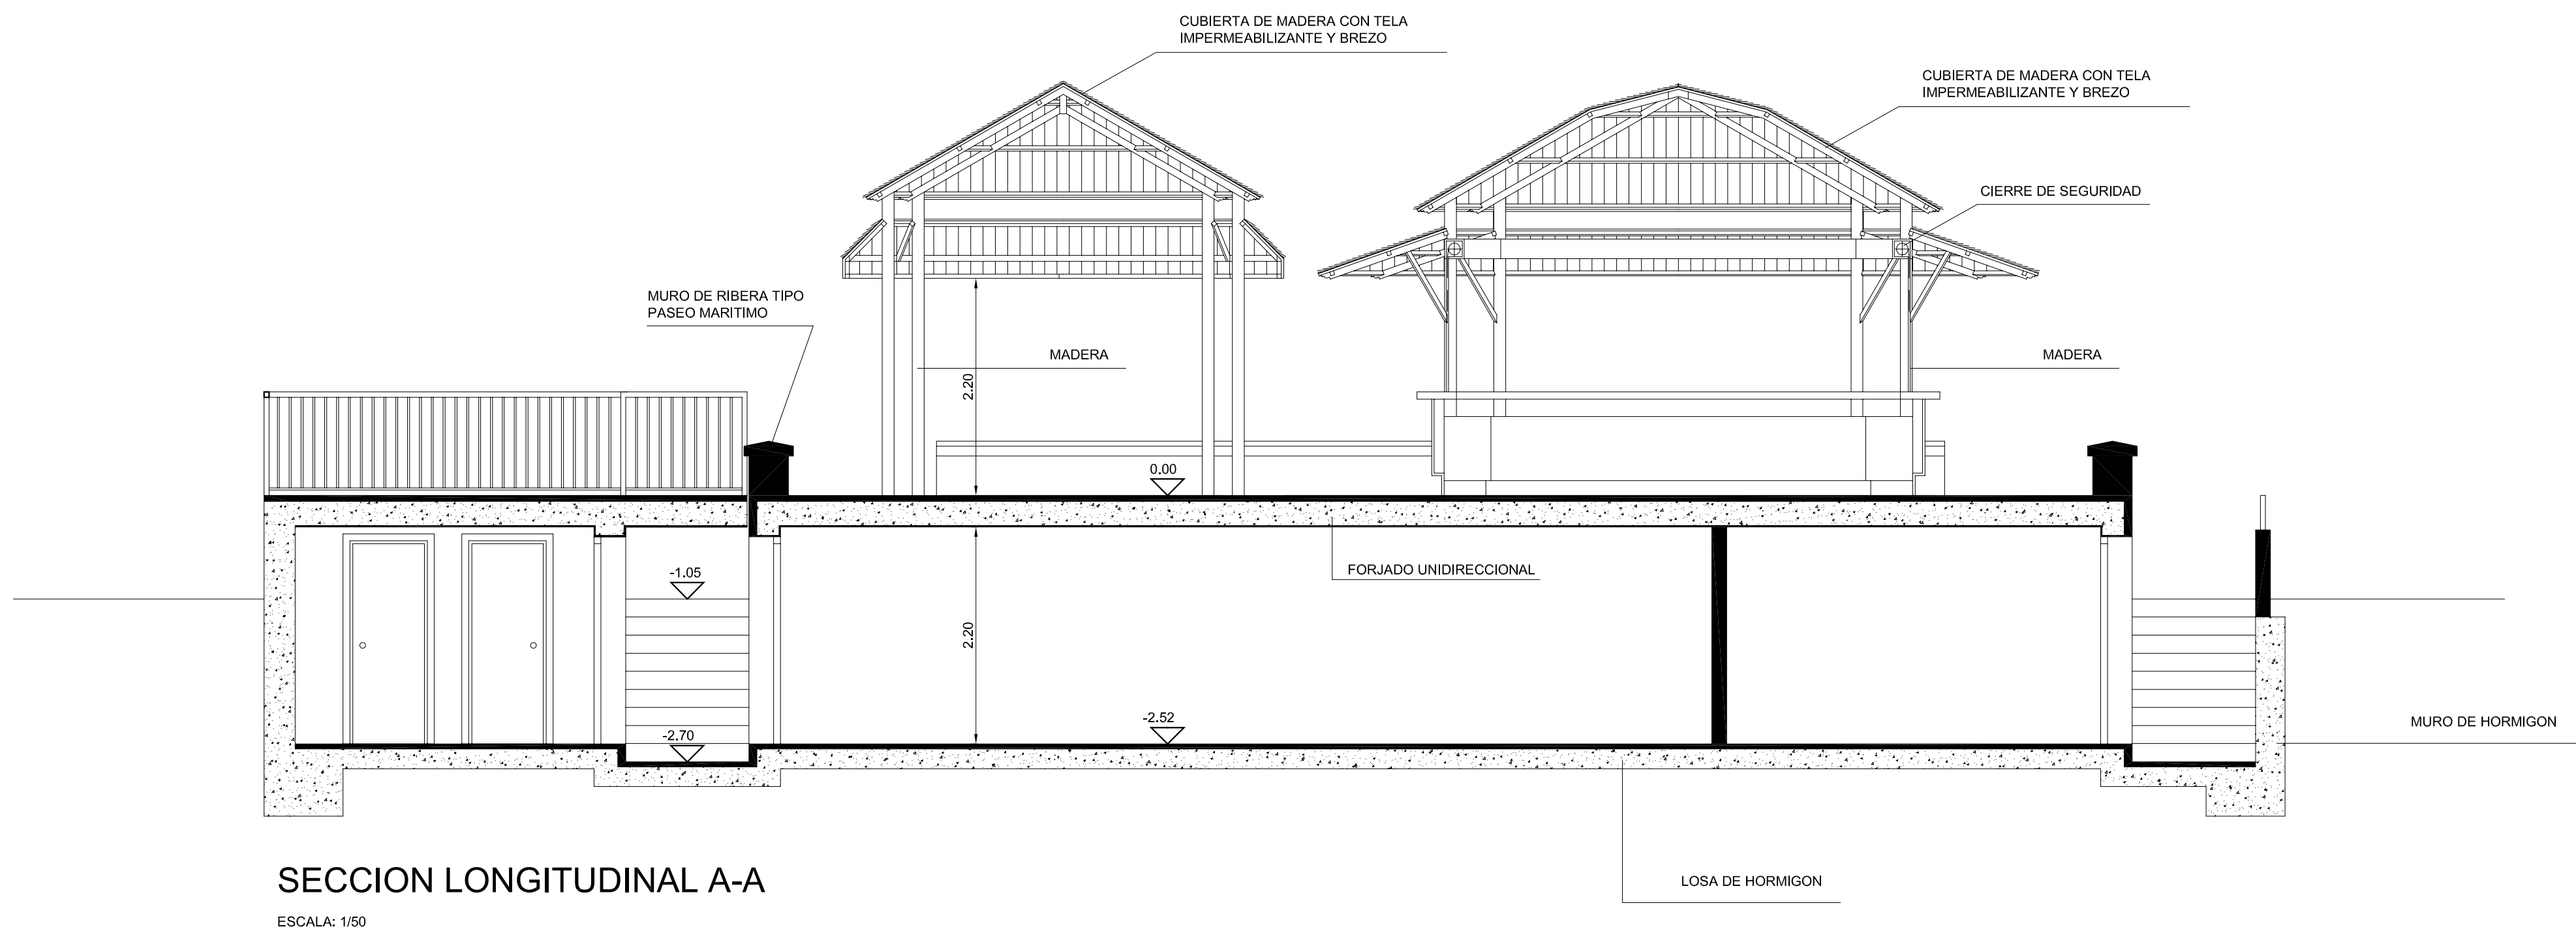 CUBIERTA DE MADERA CON TELA
IMPERMEABILIZANTE Y BREZO
CUBIERTA DE MADERA CON TELA
IMPERMEABILIZANTE Y BREZO
CIERRE DE SEGURIDAD
MURO DE RIBERA TIPO
PASEO MARITIMO
MADERA
MADERA
2.20
0.00
FORJADO UNIDIRECCIONAL
-1.05
2.20
-2.52
-2.70
MURO DE HORMIGON
LOSA DE HORMIGON
SECCION LONGITUDINAL A-A
ESCALA: 1/50